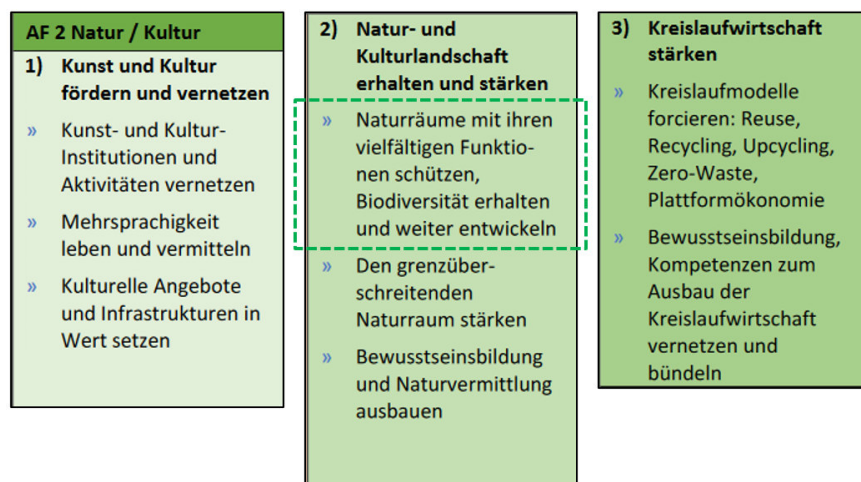 AF 2 Natur / Kultur
1) Kunst und Kultur
fördern und vernetzen
» Kunst- und Kultur-
Institutionen und
Aktivitäten vernetzen
» Mehrsprachigkeit
leben und vermitteln
» Kulturelle Angebote
und Infrastrukturen in
Wert setzen
2) Natur- und
Kulturlandschaft
erhalten und stärken
» Naturräume mit ihren
vielfältigen Funktio-
nen schützen,
Biodiversität erhalten
und weiter entwickeln
» Den grenzüber-
schreitenden
Naturraum stärken
» Bewusstseinsbildung
und Naturvermittlung
ausbauen
3) Kreislaufwirtschaft
stärken
» Kreislaufmodelle
forcieren: Reuse,
Recycling, Upcycling,
Zero-Waste,
Plattformökonomie
» Bewusstseinsbildung,
Kompetenzen zum
Ausbau der
Kreislaufwirtschaft
vernetzen und
bündeln